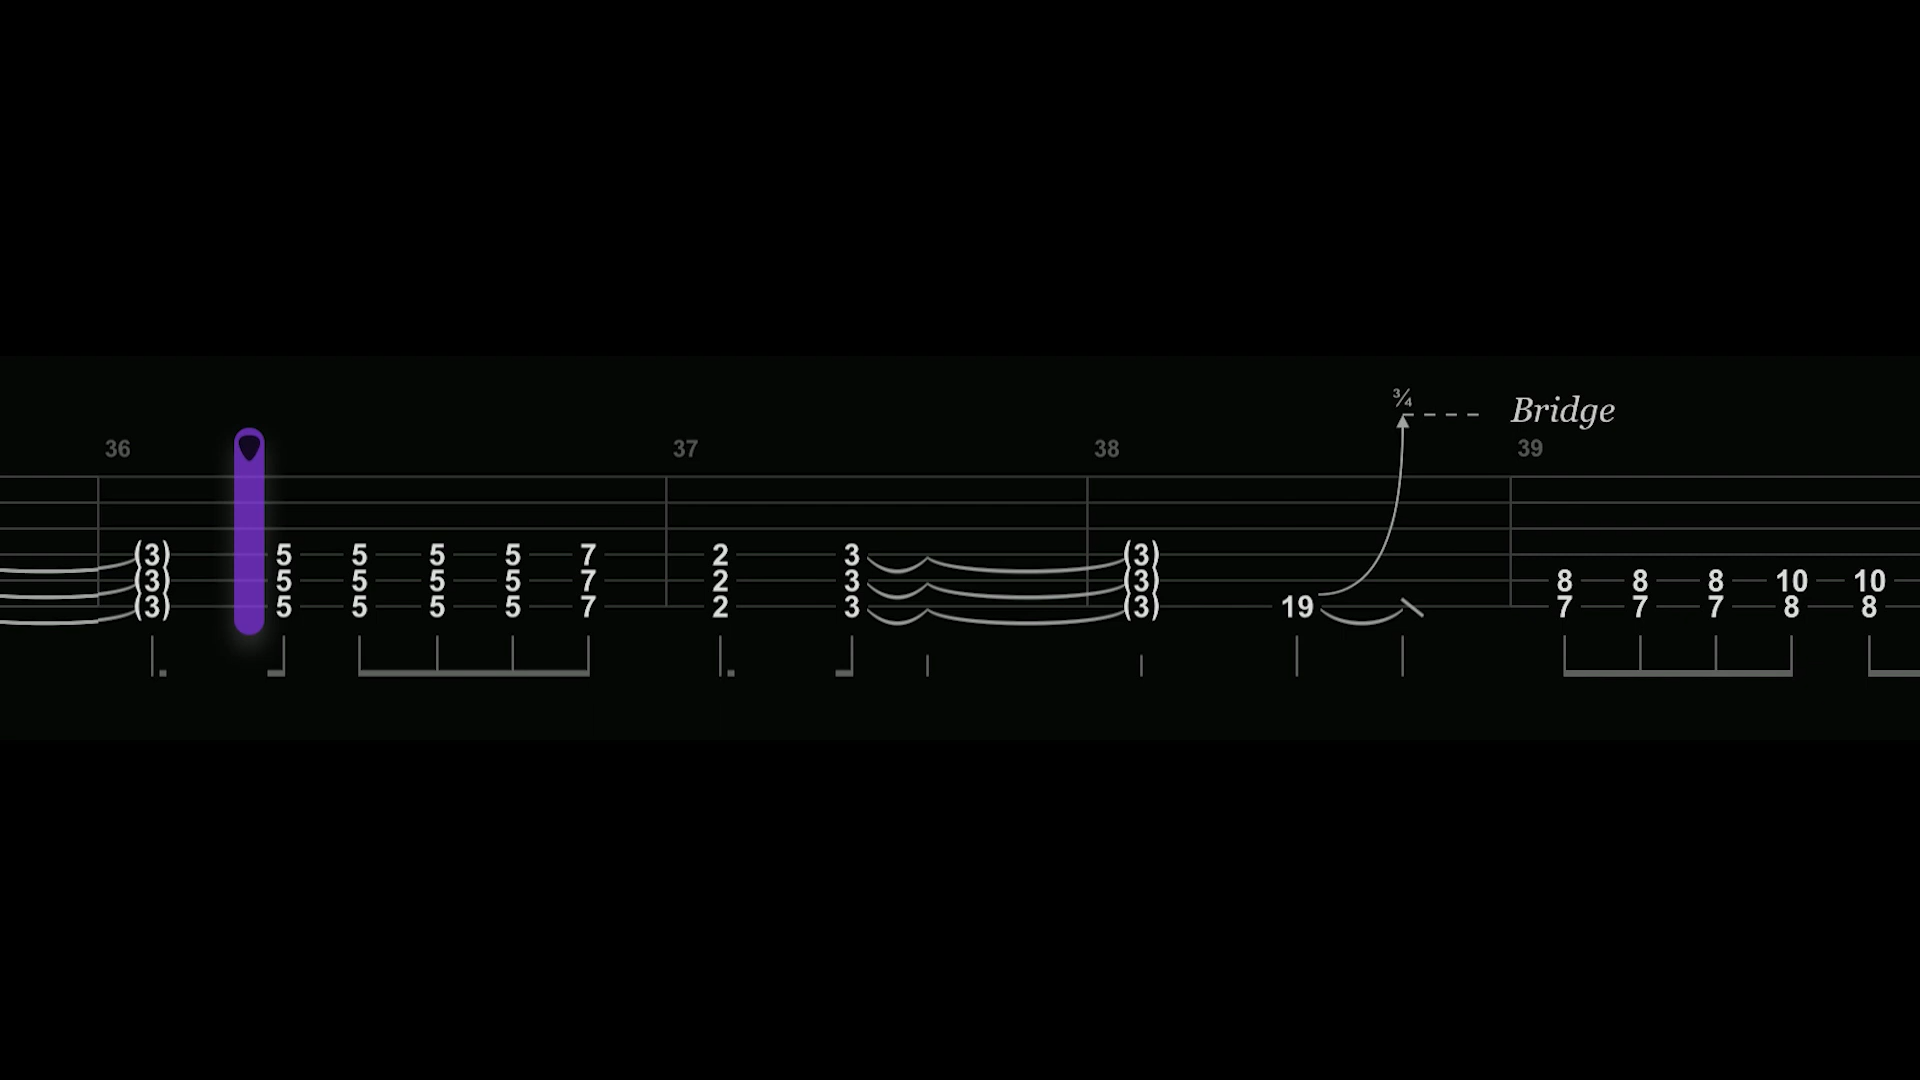 ¾ Bridge
36 37 38 39
(3) 5 5 5 5 7 2 3 (3)
(3) 5 5 5 5 7 2 3 (3) 8 8 8 10 10
(3) 5 5 5 5 7 2 3 (3) 19 7 7 7 8 8